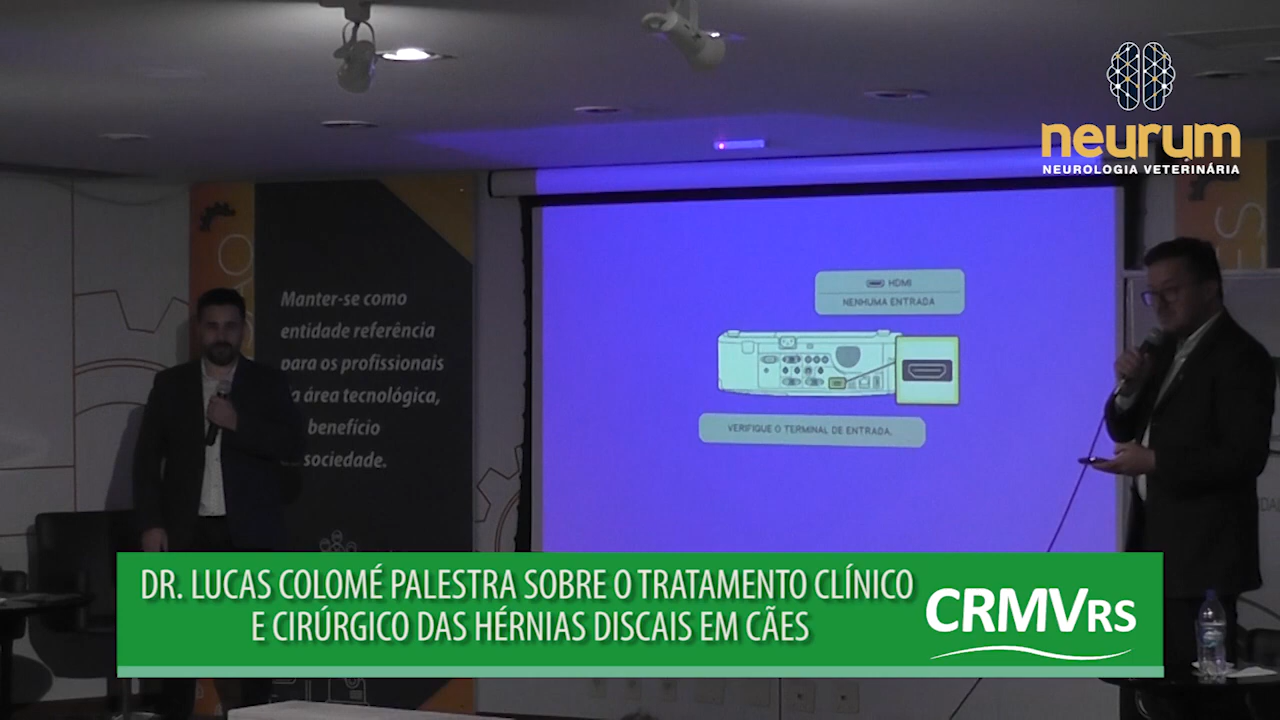 neurum
NEUROLOGIA VETERINÁRIA
Manter-se como
entidade referência
para os profissionais
área tecnológica,
benefício
sociedade.
HDMI
NENHUMA ENTRADA
VERIFIQUE O TERMINAL DE ENTRADA.
DR. LUCAS COLOMÉ PALESTRA SOBRE O TRATAMENTO CLÍNICO
E CIRÚRGICO DAS HÉRNIAS DISCAIS EM CÃES
CRMVRS